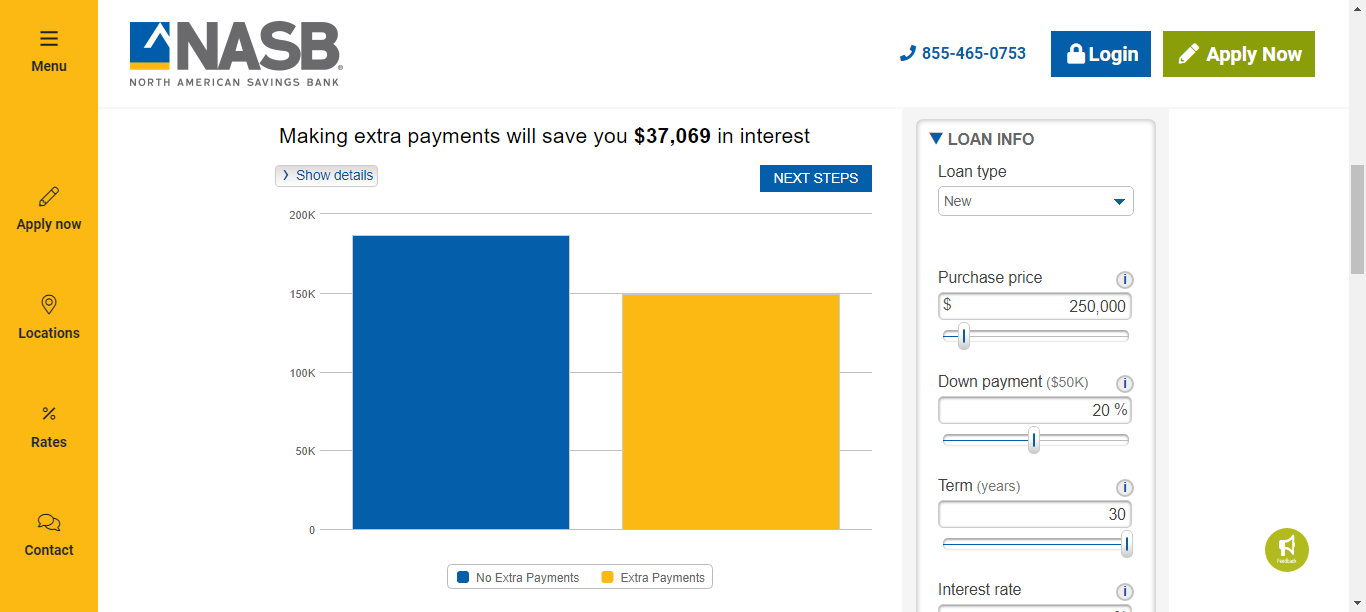 Menu
Apply now
Locations
Rates
Contact
NASB
NORTH AMERICAN SAVINGS BANK
855-465-0753
Login
Apply Now
Making extra payments will save you $37,069 in interest
Show details
NEXT STEPS
200K
150K
100K
50K
0
No Extra Payments
Extra Payments
LOAN INFO
Loan type
New
Purchase price
$ 250,000
Down payment ($50K)
20 %
Term (years)
30
Interest rate
Feedback